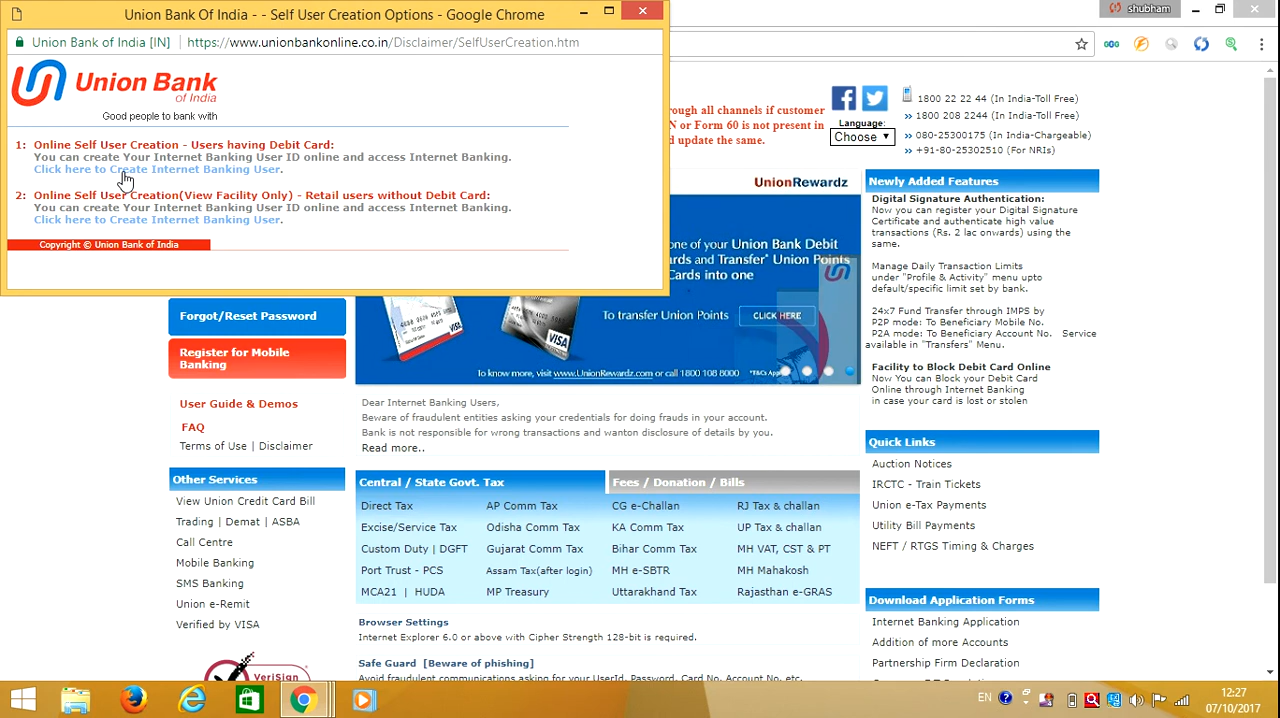 Union Bank Of India - - Self User Creation Options - Google Chrome
shubham
Union Bank of India [IN] https://www.unionbankonline.co.in/Disclaimer/SelfUserCreation.htm
Union Bank
of India
Good people to bank with
1: Online Self User Creation - Users having Debit Card:
You can create Your Internet Banking User ID online and access Internet Banking.
Click here to Create Internet Banking User.
2: Online Self User Creation(View Facility Only) - Retail users without Debit Card:
You can create Your Internet Banking User ID online and access Internet Banking.
Click here to Create Internet Banking User.
Copyright © Union Bank of India
rough all channels if customer
N or Form 60 is not present in
d update the same.
Language:
Choose
1800 22 22 44 (In India-Toll Free)
1800 208 2244 (In India-Toll Free)
080-25300175 (In India-Chargeable)
+91-80-25302510 (For NRIs)
UnionRewardz
one of your Union Bank Debit
rds and Transfer* Union Points
Cards into one
To transfer Union Points
CLICK HERE
VISA
VISA
To know more, visit www.UnionRewardz.com or call 1800 108 8000
Newly Added Features
Digital Signature Authentication:
Now you can register your Digital Signature
Certificate and authenticate high value
transactions (Rs. 2 lac onwards) using the
same.
Manage Daily Transaction Limits
under "Profile & Activity" menu upto
default/specific limit set by bank.
24x7 Fund Transfer through IMPS by
P2P mode: To Beneficiary Mobile No.
P2A mode: To Beneficiary Account No. Service
available in "Transfers" Menu.
Facility to Block Debit Card Online
Now You can Block your Debit Card
Online through Internet Banking
in case your card is lost or stolen
Forgot/Reset Password
Register for Mobile
Banking
User Guide & Demos
FAQ
Terms of Use | Disclaimer
Dear Internet Banking Users,
Beware of fraudulent entities asking your credentials for doing frauds in your account.
Bank is not responsible for wrong transactions and wanton disclosure of details by you.
Read more..
Other Services
View Union Credit Card Bill
Trading | Demat | ASBA
Call Centre
Mobile Banking
SMS Banking
Union e-Remit
Verified by VISA
VeriSign
Central / State Govt. Tax
Fees / Donation / Bills
Direct Tax AP Comm Tax CG e-Challan RJ Tax & challan
Excise/Service Tax Odisha Comm Tax KA Comm Tax UP Tax & challan
Custom Duty | DGFT Gujarat Comm Tax Bihar Comm Tax MH VAT, CST & PT
Port Trust - PCS Assam Tax(after login) MH e-SBTR MH Mahakosh
MCA21 | HUDA MP Treasury Uttarakhand Tax Rajasthan e-GRAS
Browser Settings
Internet Explorer 6.0 or above with Cipher Strength 128-bit is required.
Safe Guard [Beware of phishing]
Avoid fraudulent communications asking for your UserId, Password, Card No, Account No. etc.
Quick Links
Auction Notices
IRCTC - Train Tickets
Union e-Tax Payments
Utility Bill Payments
NEFT / RTGS Timing & Charges
Download Application Forms
Internet Banking Application
Addition of more Accounts
Partnership Firm Declaration
EN
12:27
07/10/2017